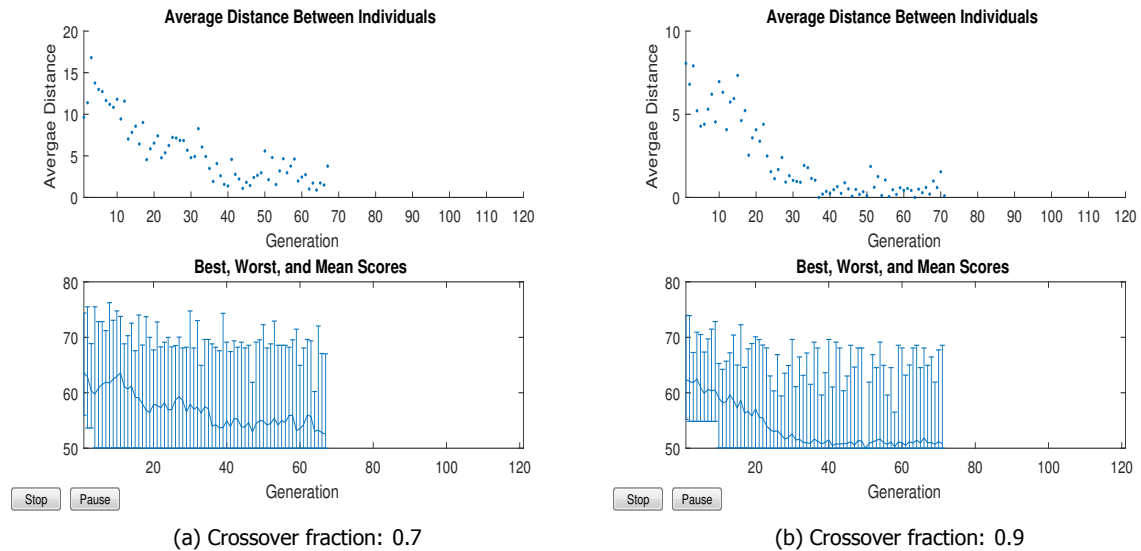 Average Distance Between Individuals
20
15
10
5
0
Avergae Distance
10 20 30 40 50 60 70 80 90 100 110 120
Generation
Best, Worst, and Mean Scores
80
70
60
50
20 40 60 80 100 120
Generation
Stop Pause
(a) Crossover fraction: 0.7
Average Distance Between Individuals
10
5
0
Avergae Distance
10 20 30 40 50 60 70 80 90 100 110 120
Generation
Best, Worst, and Mean Scores
80
70
60
50
20 40 60 80 100 120
Generation
Stop Pause
(b) Crossover fraction: 0.9